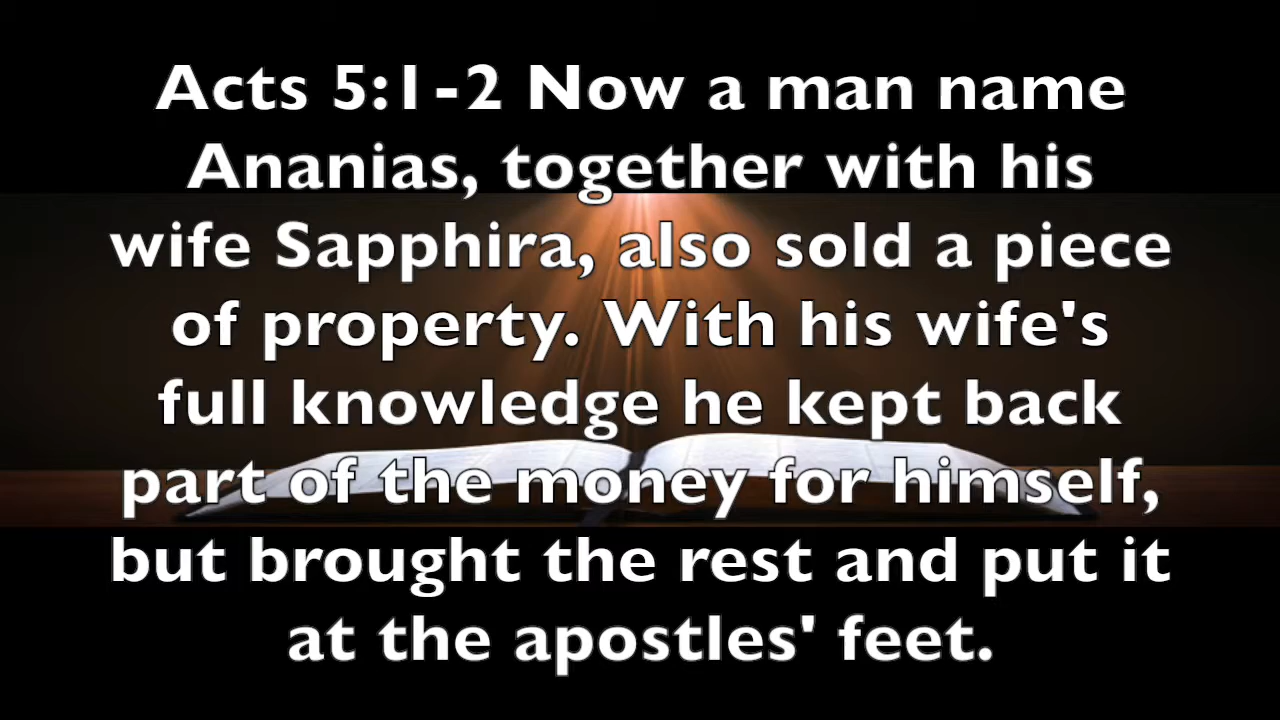 Acts 5:1-2 Now a man name
Ananias, together with his
wife Sapphira, also sold a piece
of property. With his wife's
full knowledge he kept back
part of the money for himself,
but brought the rest and put it
at the apostles' feet.